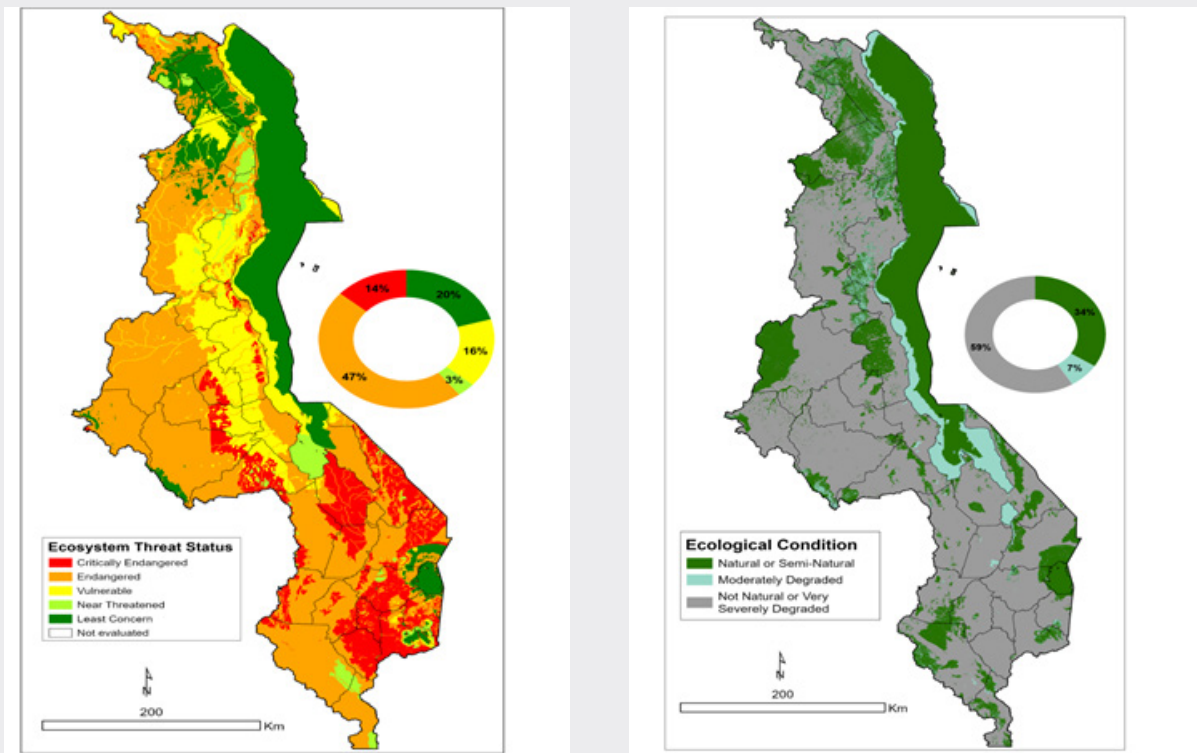 14%
20%
16%
3%
47%
Ecosystem Threat Status
Critically Endangered
Endangered
Vulnerable
Near Threatened
Least Concern
Not evaluated
N
200
Km
34%
59%
7%
Ecological Condition
Natural or Semi-Natural
Moderately Degraded
Not Natural or Very
Severely Degraded
N
200
Km